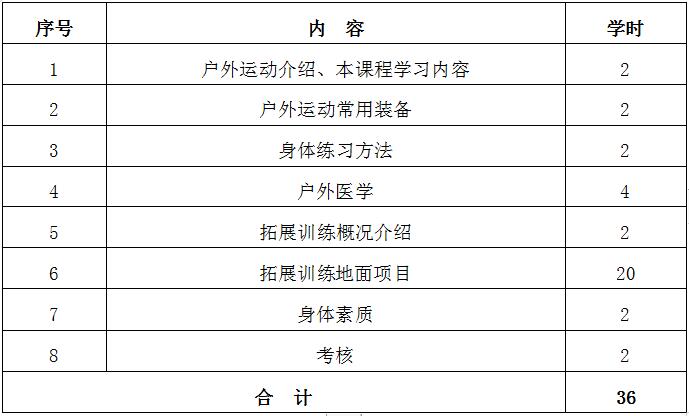 序号 内 容 学时
1 户外运动介绍、本课程学习内容 2
2 户外运动常用装备 2
3 身体练习方法 2
4 户外医学 4
5 拓展训练概况介绍 2
6 拓展训练地面项目 20
7 身体素质 2
8 考核 2
合 计 36